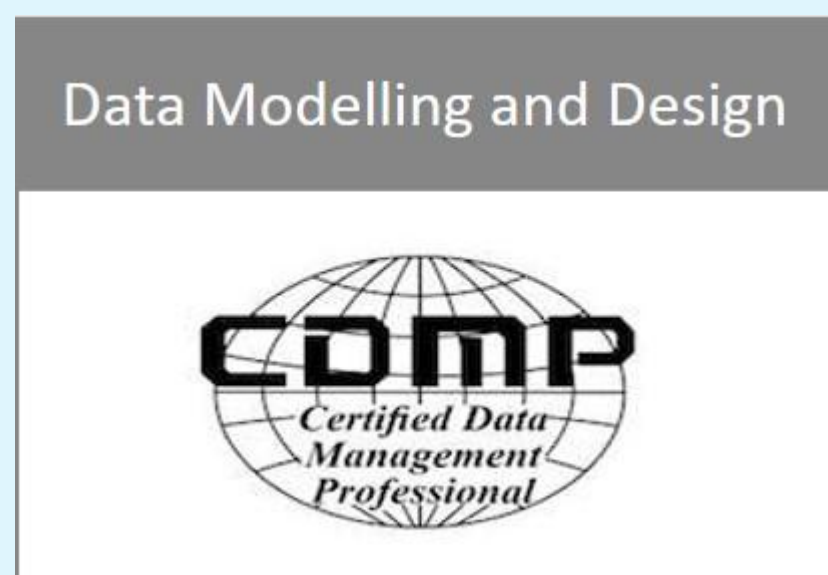 Data Modelling and Design
CDMP
Certified Data
Management
Professional